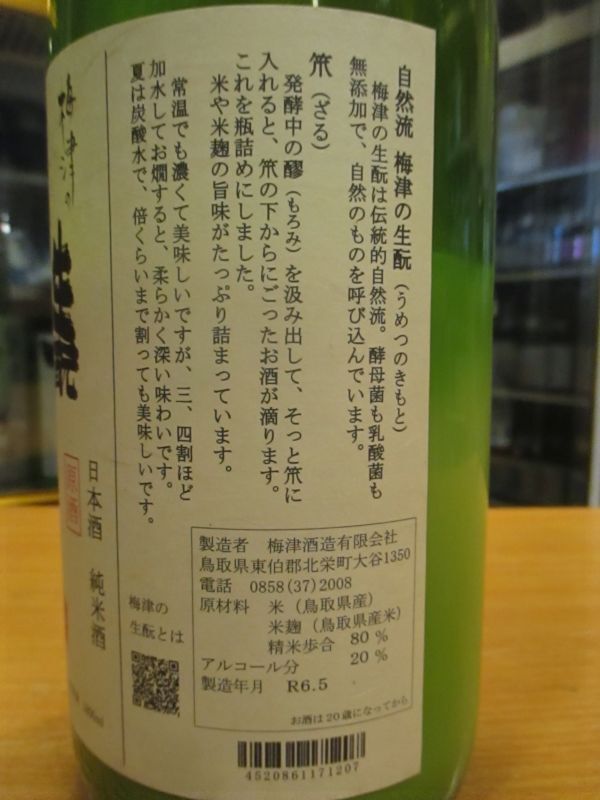 自然流 梅津の生酛（うめつのきもと）
梅津の生酛は伝統的自然流。酵母菌も乳酸菌も
無添加で、自然のものを呼び込んでいます。
笊（ざる）
発酵中の醪（もろみ）を汲み出して、そっと笊に
入れると、笊の下からにごったお酒が滴ります。
これを瓶詰めにしました。
米や米麹の旨味がたっぷり詰まっています。
常温でも濃くて美味しいですが、三、四割ほど
加水してお燗すると、柔らかく深い味わいです。
夏は炭酸水で、倍くらいまで割っても美味しいです。
梅津の
生酛
原酒
日本酒 純米酒
梅津の
生酛とは
製造者 梅津酒造有限会社
鳥取県東伯郡北栄町大谷1350
電話 0858(37)2008
原材料 米（鳥取県産）
米麹（鳥取県産米）
精米歩合 80％
アルコール分 20％
製造年月 R6.5
お酒は20歳になってから
4520861171207